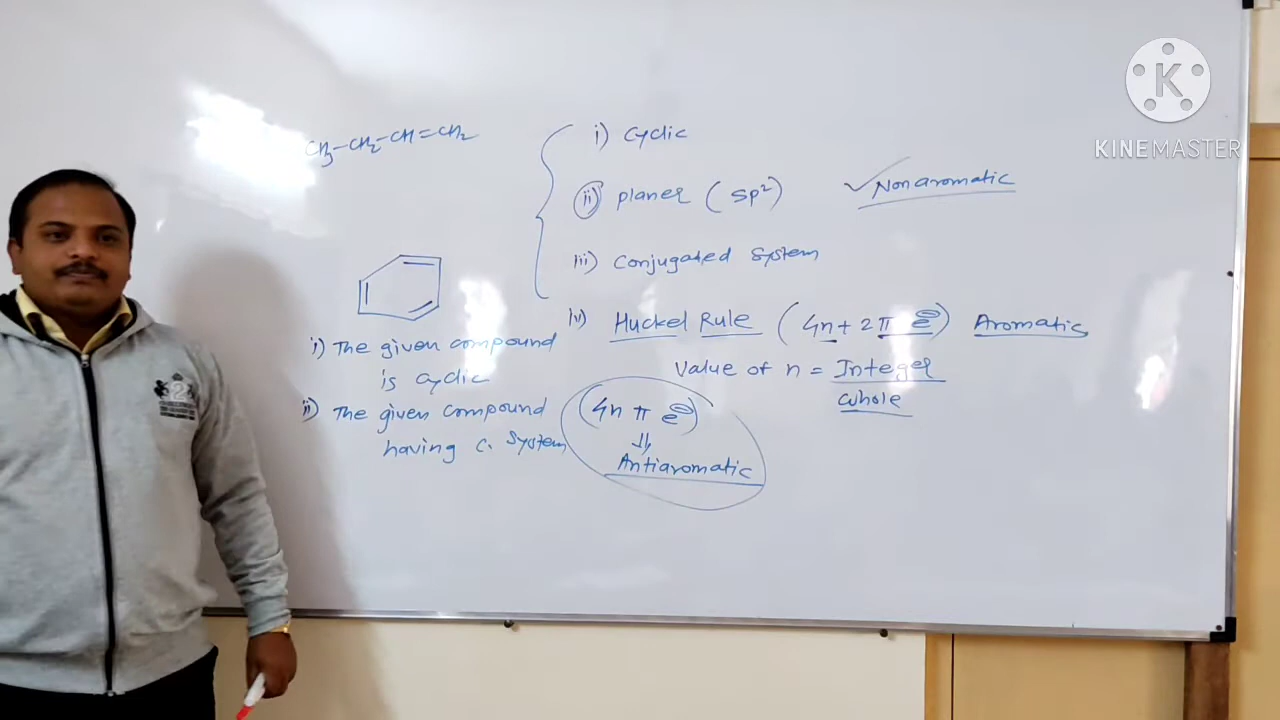 CH3-CH2-CH=CH2
i) Cyclic
ii) planer (sp²)
✓Nonaromatic
iii) Conjugated System
iv) Huckel Rule (4n+2 π e⊖) Aromatic
Value of n = Integer
whole
(4n π e⊖)
⇓
Antiaromatic
i) The given compound
is cyclic
ii) The given compound
having c. System
K
KINEMASTER
2